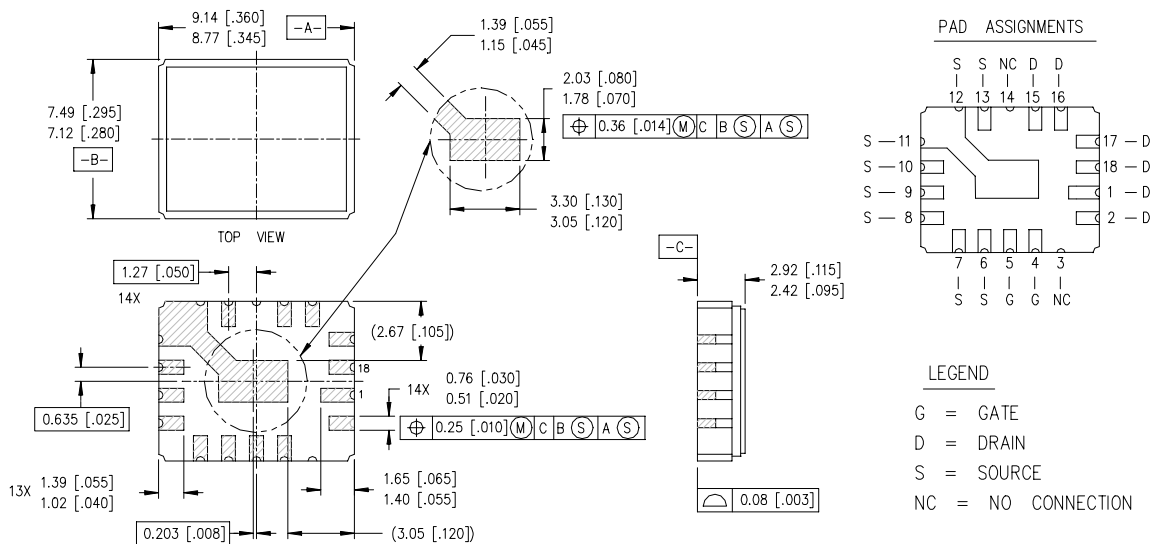 9.14 [.360]
8.77 [.345]
-A-
7.49 [.295]
7.12 [.280]
-B-
TOP VIEW
1.39 [.055]
1.15 [.045]
2.03 [.080]
1.78 [.070]
⌖ 0.36 [.014] Ⓜ C B Ⓢ A Ⓢ
3.30 [.130]
3.05 [.120]
PAD ASSIGNMENTS
S S NC D D
12 13 14 15 16
S — 11
S — 10
S — 9
S — 8
17 — D
18 — D
1 — D
2 — D
7 6 5 4 3
S S G G NC
1.27 [.050]
14X
(2.67 [.105])
18
1
0.635 [.025]
14X
0.76 [.030]
0.51 [.020]
⌖ 0.25 [.010] Ⓜ C B Ⓢ A Ⓢ
13X 1.39 [.055]
1.02 [.040]
1.65 [.065]
1.40 [.055]
0.203 [.008]
(3.05 [.120])
-C-
2.92 [.115]
2.42 [.095]
⌓ 0.08 [.003]
LEGEND
G = GATE
D = DRAIN
S = SOURCE
NC = NO CONNECTION